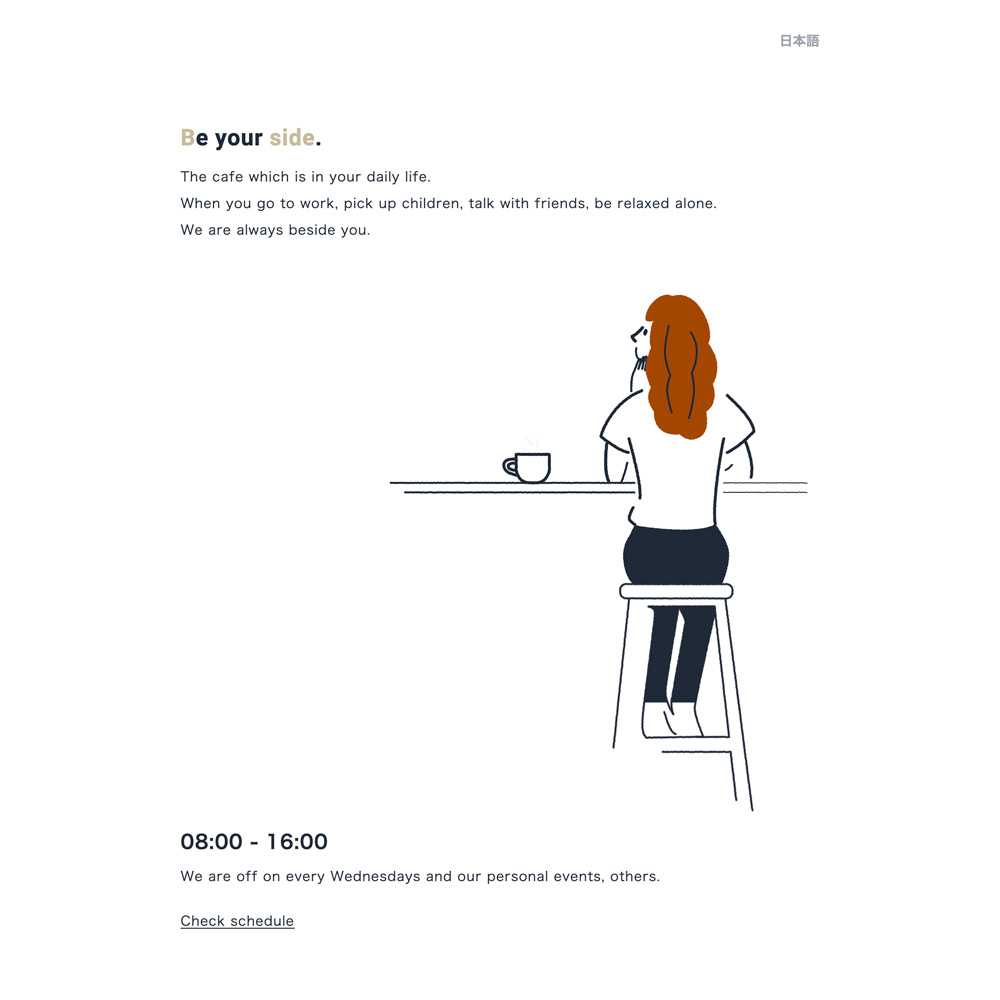 日本語
Be your side.
The cafe which is in your daily life.
When you go to work, pick up children, talk with friends, be relaxed alone.
We are always beside you.
08:00 - 16:00
We are off on every Wednesdays and our personal events, others.
Check schedule